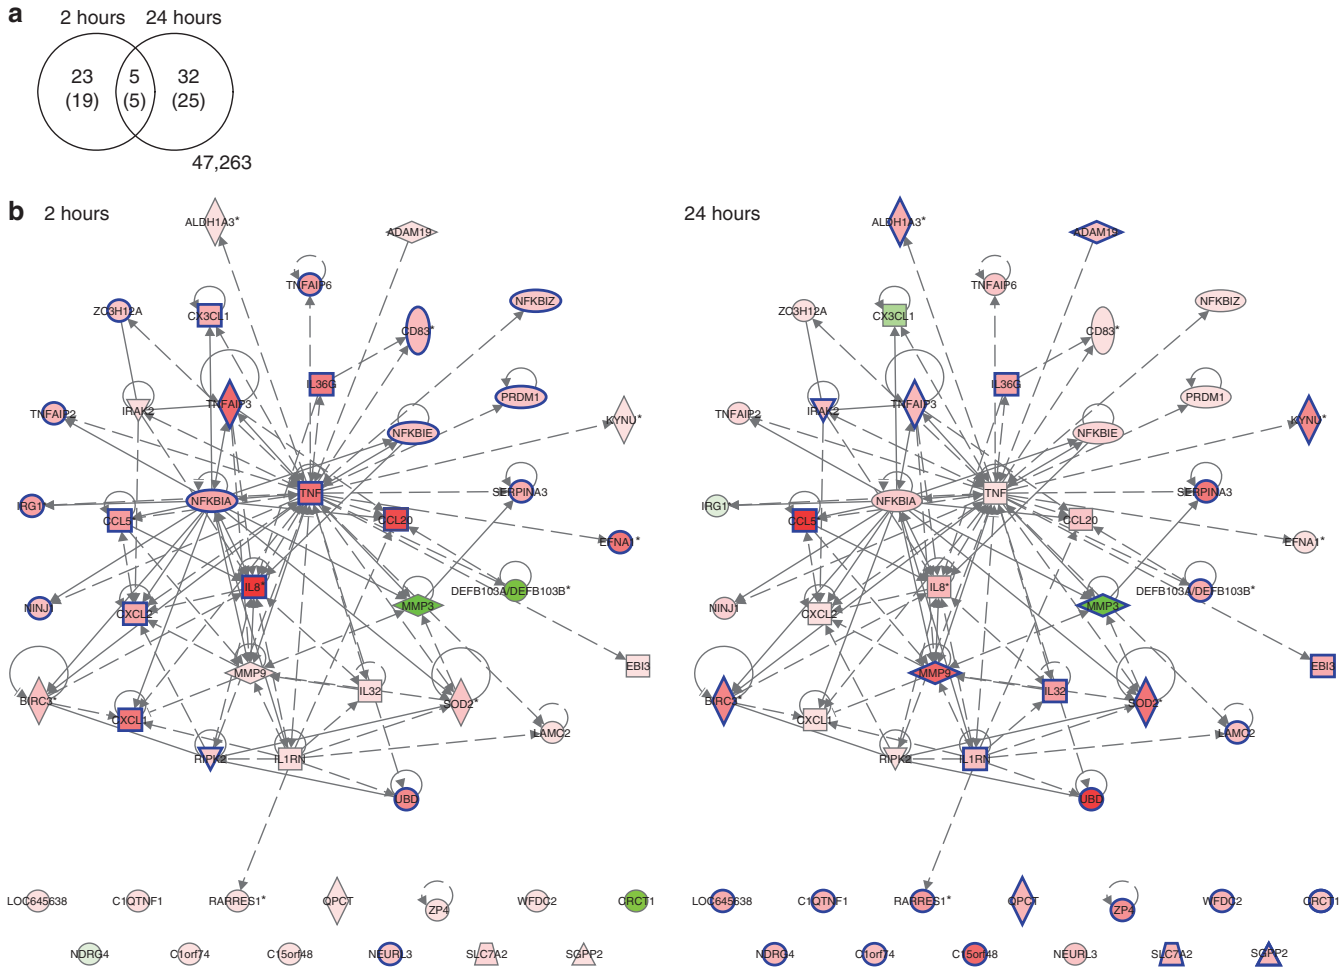 a
2 hours 24 hours
23 5 32
(19) (5) (25)
47,263
b 2 hours
ALDH1A3*
ADAM19
TNFAIP6
NFKBIZ
ZC3H12A
CX3CL1
CD83*
IL36G
PRDM1
TNFAIP2
IRAK2
TNFAIP3
KYNU*
NFKBIE
SERPINA3
IRG1
NFKBIA
TNF
CCL5
CCL20
EFNA1*
IL8*
DEFB103A/DEFB103B*
NINJ1
CXCL2
MMP3
EBI3
MMP9
BIRC3*
IL32
SOD2*
CXCL1
LAMC2
RIPK2
IL1RN
UBD
LOC645638
C1QTNF1
RARRES1*
QPCT
ZP4
WFDC2
CRCT1
NDRG4
C1orf74
C15orf48
NEURL3
SLC7A2
SGPP2
24 hours
ALDH1A3*
ADAM19
TNFAIP6
NFKBIZ
ZC3H12A
CX3CL1
CD83*
IL36G
PRDM1
TNFAIP2
IRAK2
TNFAIP3
KYNU*
NFKBIE
SERPINA3
IRG1
NFKBIA
TNF
CCL5
CCL20
EFNA1*
IL8*
DEFB103A/DEFB103B*
NINJ1
CXCL2
MMP3
EBI3
MMP9
BIRC3*
IL32
SOD2*
CXCL1
LAMC2
RIPK2
IL1RN
UBD
LOC645638
C1QTNF1
RARRES1*
QPCT
ZP4
WFDC2
CRCT1
NDRG4
C1orf74
C15orf48
NEURL3
SLC7A2
SGPP2